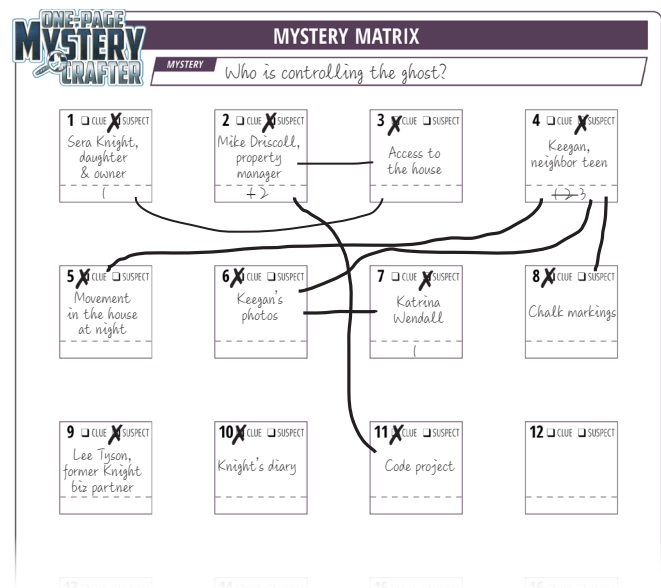 ONE-PAGE
MYSTERY
CRAFTER
MYSTERY MATRIX
MYSTERY
Who is controlling the ghost?
1 CLUE SUSPECT
Sera Knight,
daughter
& owner
1
2 CLUE SUSPECT
Mike Driscoll,
property
manager
1 2
3 CLUE SUSPECT
Access to
the house
4 CLUE SUSPECT
Keegan,
neighbor teen
1 2 3
5 CLUE SUSPECT
Movement
in the house
at night
6 CLUE SUSPECT
Keegan's
photos
7 CLUE SUSPECT
Katrina
Wendall
1
8 CLUE SUSPECT
Chalk markings
9 CLUE SUSPECT
Lee Tyson,
former Knight
biz partner
10 CLUE SUSPECT
Knight's diary
11 CLUE SUSPECT
Code project
12 CLUE SUSPECT